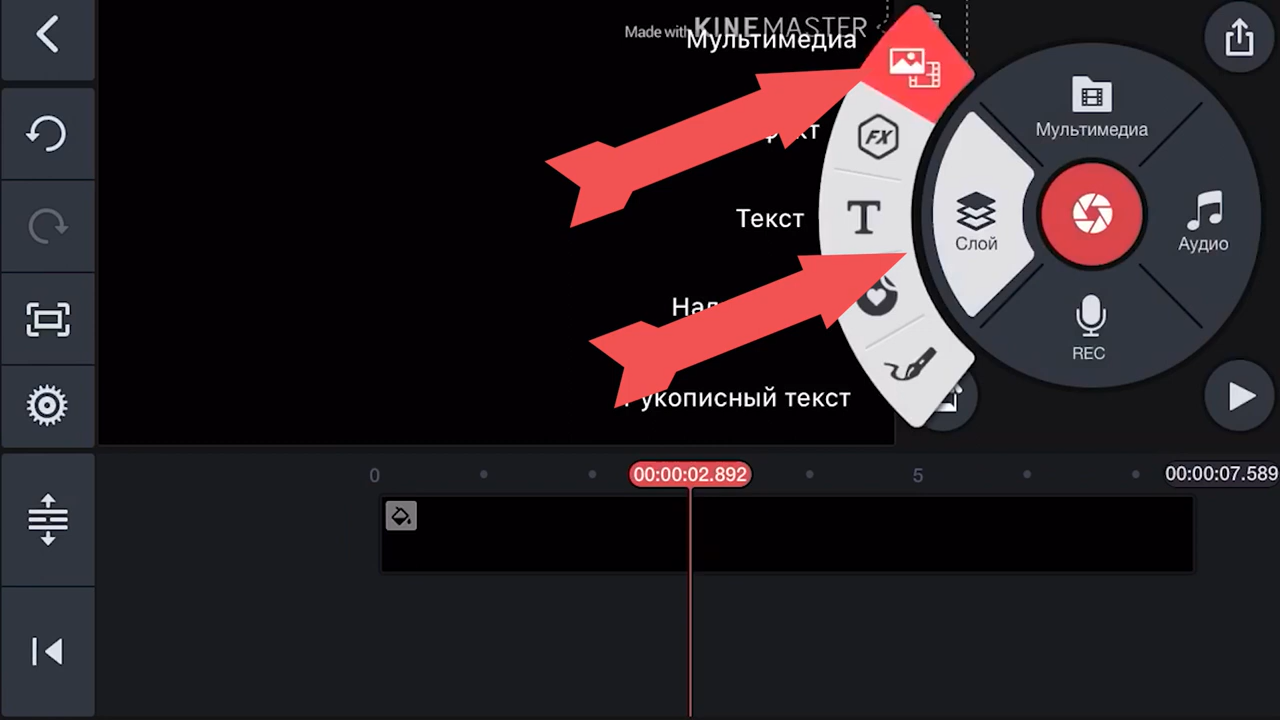 Made with KINEMASTER
Мультимедиа
Текст
Рукописный текст
FX
T
Мультимедиа
Слой
Аудио
REC
0
00:00:02.892
5
00:00:07.589